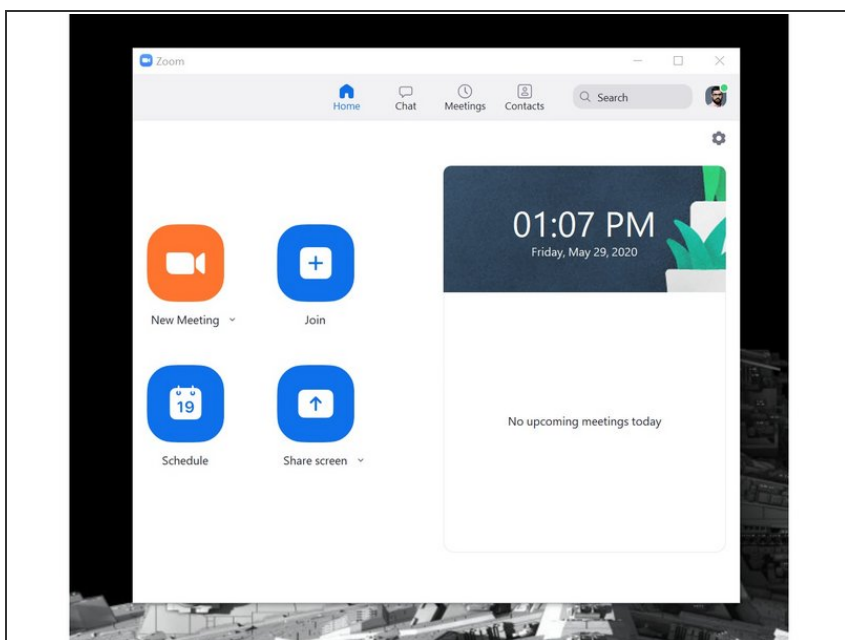 Zoom
Home
Chat
Meetings
Contacts
Search
01:07 PM
Friday, May 29, 2020
New Meeting
Join
19
Schedule
Share screen
No upcoming meetings today